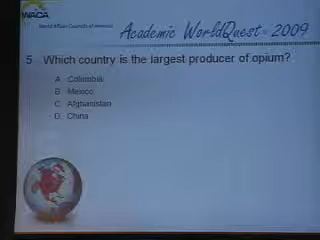 WACA
World Affairs Councils of America
Academic WorldQuest - 2009
5 Which country is the largest producer of opium?
A. Colombia
B. Mexico
C. Afghanistan
D. China